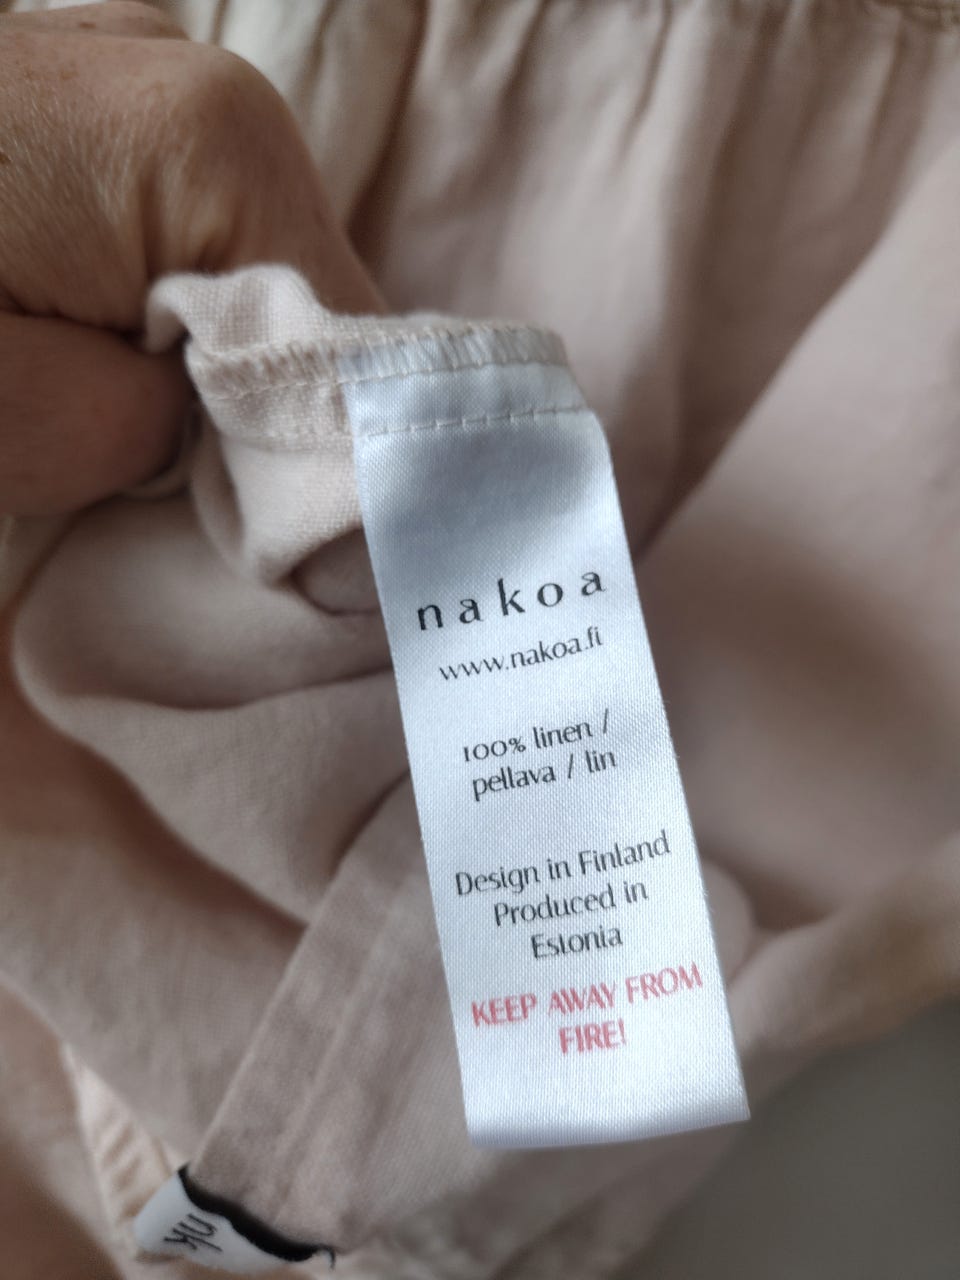 nakoa
www.nakoa.fi
100% linen /
pellava / lin
Design in Finland
Produced in
Estonia
KEEP AWAY FROM
FIRE!